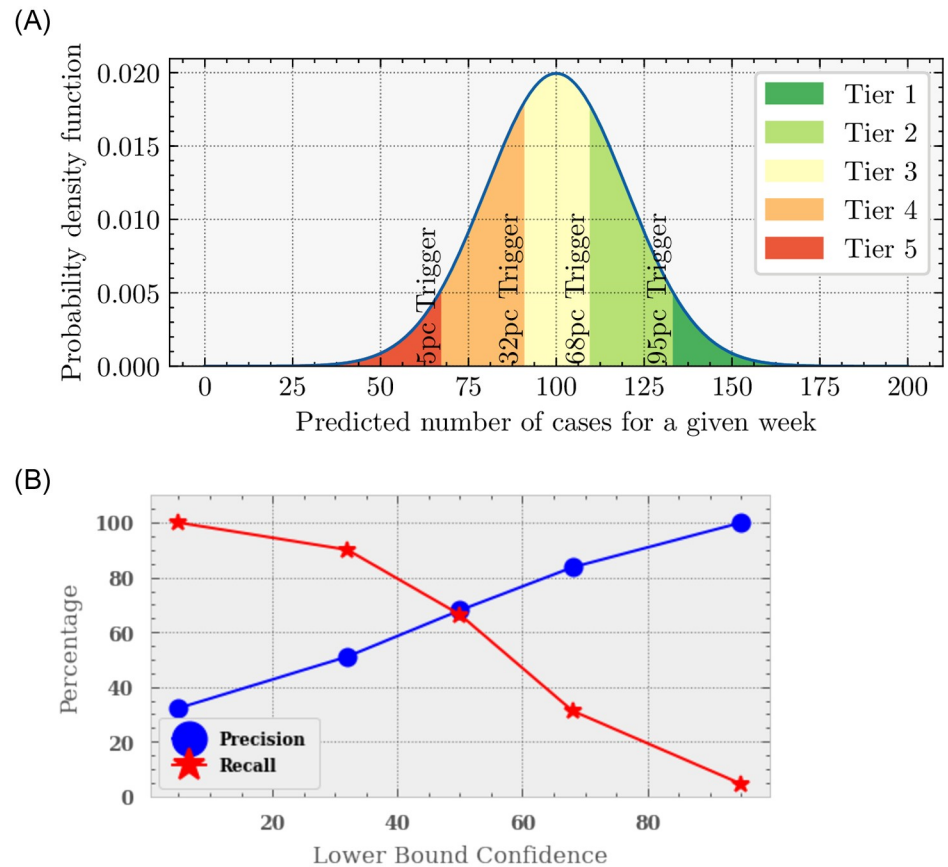 (A)
Probability density function
0.020
0.015
0.010
0.005
0.000
5pc Trigger
32pc Trigger
68pc Trigger
95pc Trigger
Tier 1
Tier 2
Tier 3
Tier 4
Tier 5
0 25 50 75 100 125 150 175 200
Predicted number of cases for a given week
(B)
Percentage
100
80
60
40
20
0
Precision
Recall
20 40 60 80
Lower Bound Confidence